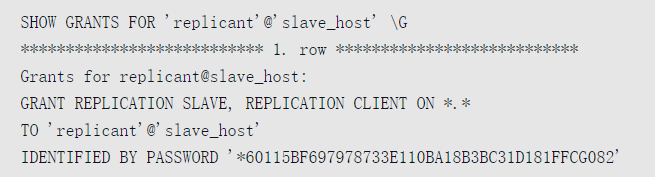 SHOW GRANTS FOR 'replicant'@'slave_host' \G
*************************** 1. row ***************************
Grants for replicant@slave_host:
GRANT REPLICATION SLAVE, REPLICATION CLIENT ON *.*
TO 'replicant'@'slave_host'
IDENTIFIED BY PASSWORD '*60115BF697978733E110BA18B3BC31D181FFCG082'